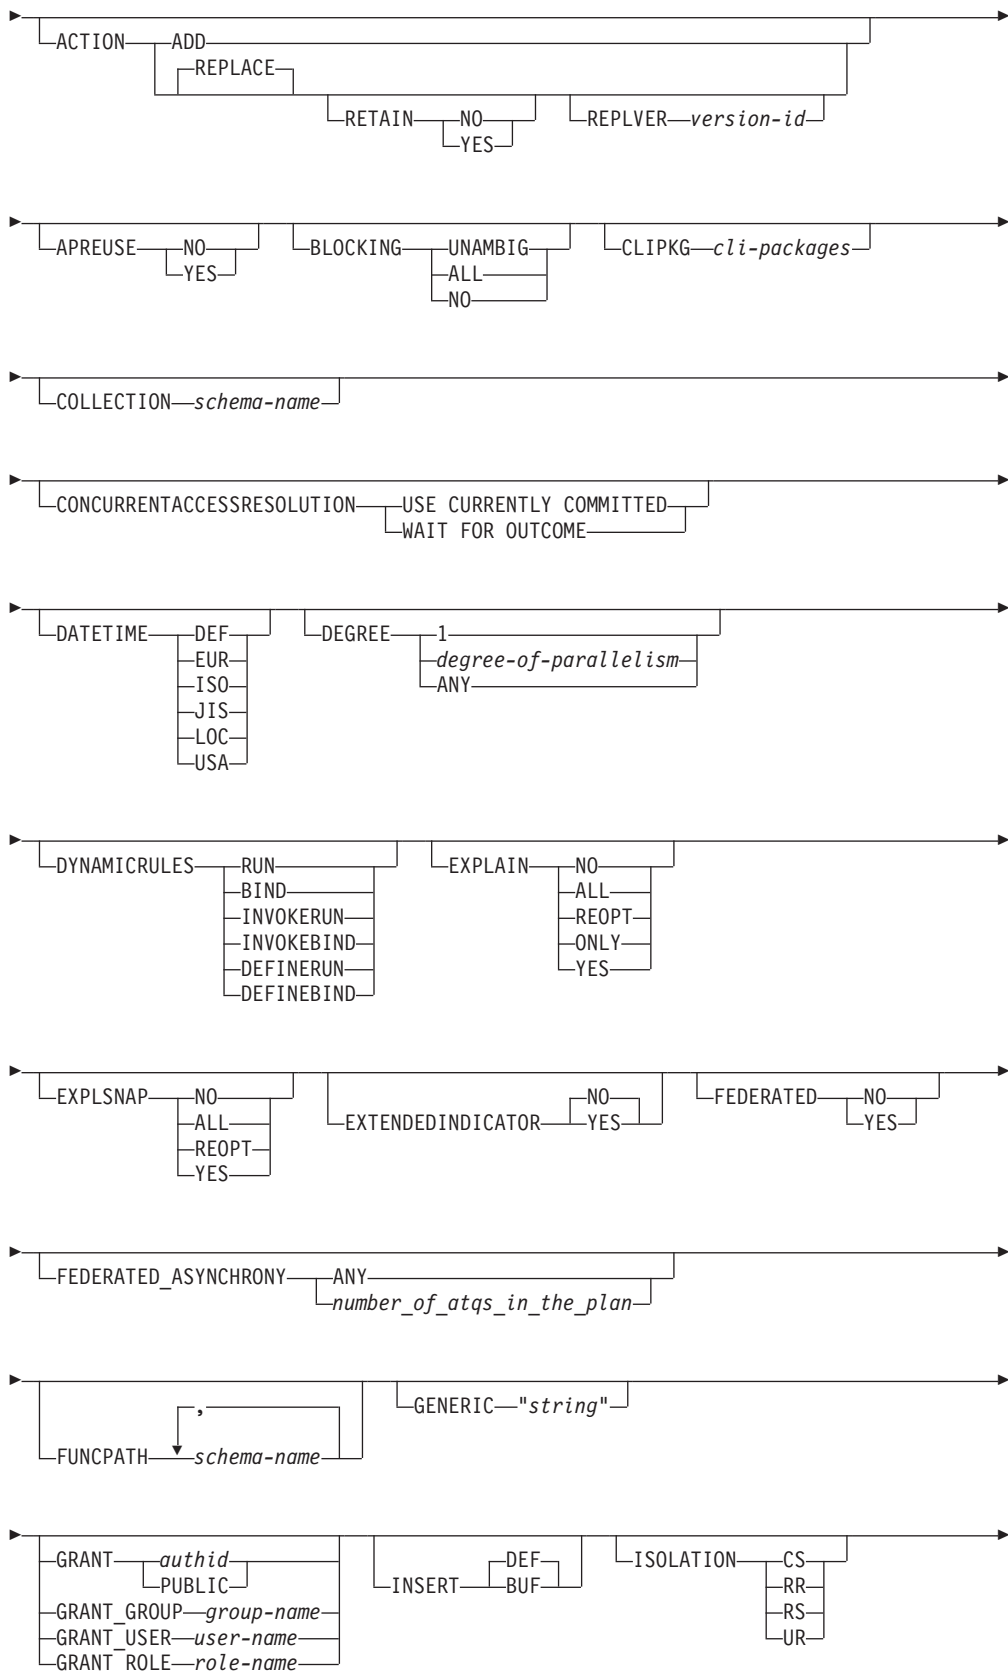 ACTION ADD
REPLACE
RETAIN NO REPLVER version-id
YES
APREUSE NO BLOCKING UNAMBIG CLIPKG cli-packages
YES ALL
NO
COLLECTION schema-name
CONCURRENTACCESSRESOLUTION USE CURRENTLY COMMITTED
WAIT FOR OUTCOME
DATETIME DEF DEGREE 1
EUR degree-of-parallelism
ISO ANY
JIS
LOC
USA
DYNAMICRULES RUN EXPLAIN NO
BIND ALL
INVOKERUN REOPT
INVOKEBIND ONLY
DEFINERUN YES
DEFINEBIND
EXPLSNAP NO NO FEDERATED NO
ALL EXTENDEDINDICATOR YES YES
REOPT
YES
FEDERATED_ASYNCHRONY ANY
number_of_atqs_in_the_plan
, GENERIC "string"
FUNCPATH schema-name
GRANT authid DEF ISOLATION CS
PUBLIC INSERT BUF RR
GRANT_GROUP group-name RS
GRANT_USER user-name UR
GRANT_ROLE role-name